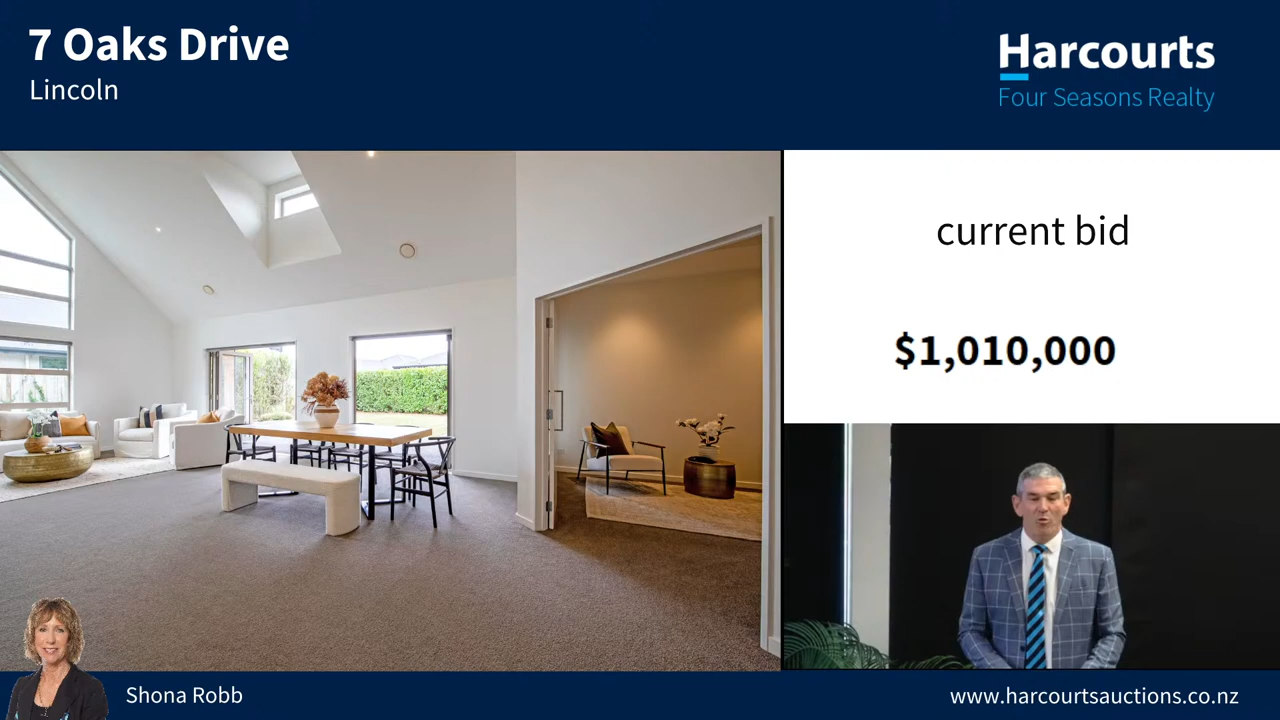 7 Oaks Drive
Lincoln
Harcourts
Four Seasons Realty
current bid
$1,010,000
Shona Robb
www.harcourtsauctions.co.nz